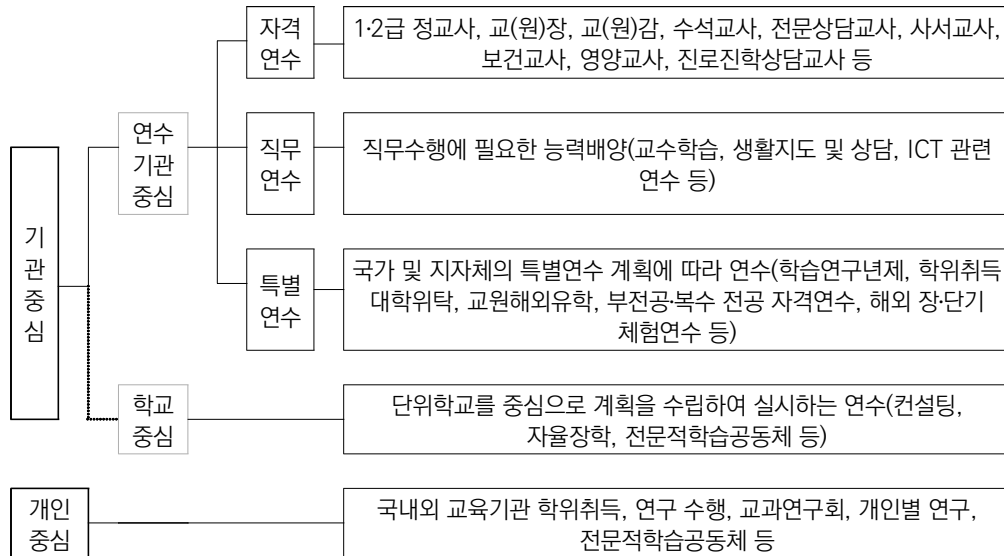 자격
연수
1·2급 정교사, 교(원)장, 교(원)감, 수석교사, 전문상담교사, 사서교사,
보건교사, 영양교사, 진로진학상담교사 등
기
관
중
심
연수
기관
중심
직무
연수
직무수행에 필요한 능력배양(교수학습, 생활지도 및 상담, ICT 관련
연수 등)
특별
연수
국가 및 지자체의 특별연수 계획에 따라 연수(학습연구년제, 학위취득
대학위탁, 교원해외유학, 부전공·복수 전공 자격연수, 해외 장·단기
체험연수 등)
학교
중심
단위학교를 중심으로 계획을 수립하여 실시하는 연수(컨설팅,
자율장학, 전문적학습공동체 등)
개인
중심
국내외 교육기관 학위취득, 연구 수행, 교과연구회, 개인별 연구,
전문적학습공동체 등